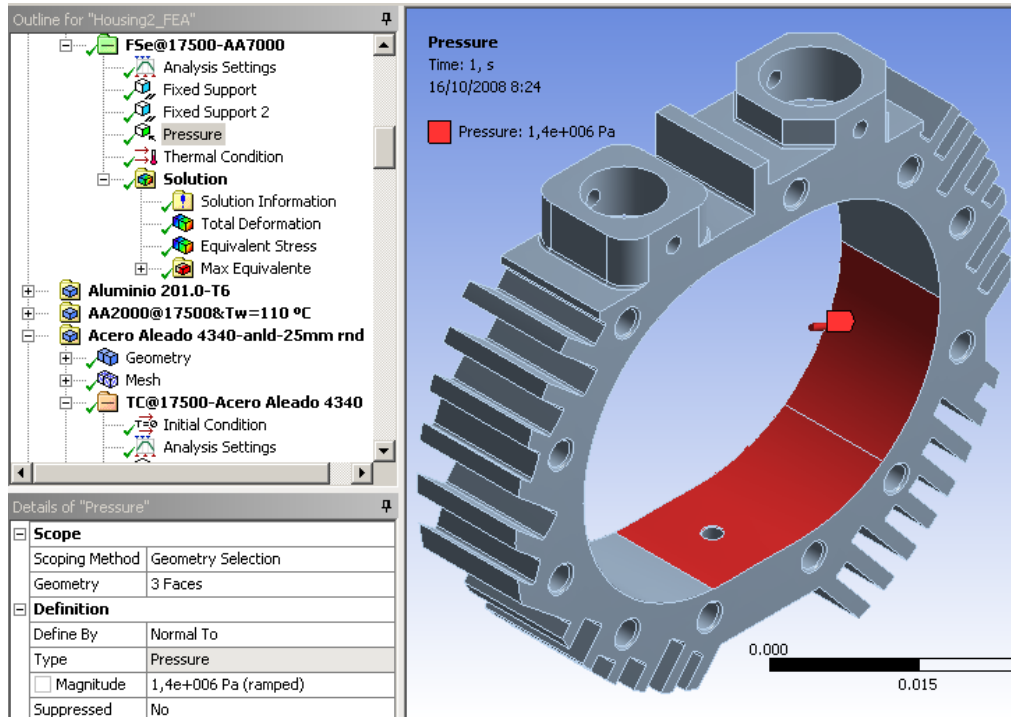 Outline for "Housing2_FEA"
FSe@17500-AA7000
Analysis Settings
Fixed Support
Fixed Support 2
Pressure
Thermal Condition
Solution
Solution Information
Total Deformation
Equivalent Stress
Max Equivalente
Aluminio 201.0-T6
AA2000@17500&Tw=110 ºC
Acero Aleado 4340-anld-25mm rnd
Geometry
Mesh
TC@17500-Acero Aleado 4340
T=0 Initial Condition
Analysis Settings
Details of "Pressure"
Scope
Scoping Method Geometry Selection
Geometry 3 Faces
Definition
Define By Normal To
Type Pressure
Magnitude 1,4e+006 Pa (ramped)
Suppressed No
Pressure
Time: 1, s
16/10/2008 8:24
Pressure: 1,4e+006 Pa
0.000
0.015